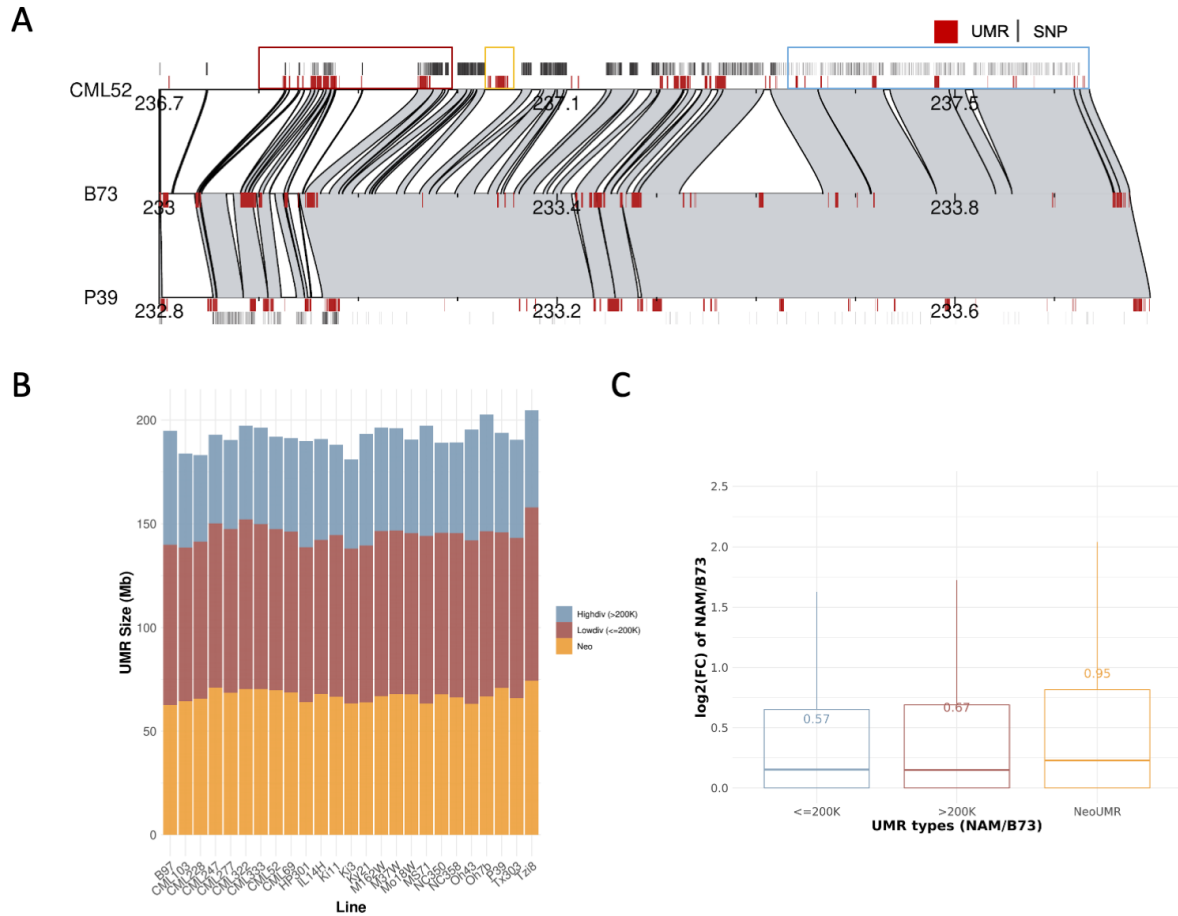 A
UMR | SNP
CML52
236.7 237.1 237.5
B73
233 233.4 233.8
P39
232.8 233.2 233.6
B
C
200
150
100
50
0
UMR Size (Mb)
B97 CML103 CML228 CML247 CML277 CML322 CML333 CML52 CML69 HP301 IL14H Ki11 Ki3 Ky21 M162W M37W Mo18W MS71 NC350 NC358 Oh43 Oh7b P39 Tx303 Tzi8
Line
Highdiv (>200K)
Lowdiv (<=200K)
Neo
2.5
2.0
1.5
1.0
0.5
0.0
log2(FC) of NAM/B73
0.57
0.67
0.95
<=200K >200K NeoUMR
UMR types (NAM/B73)